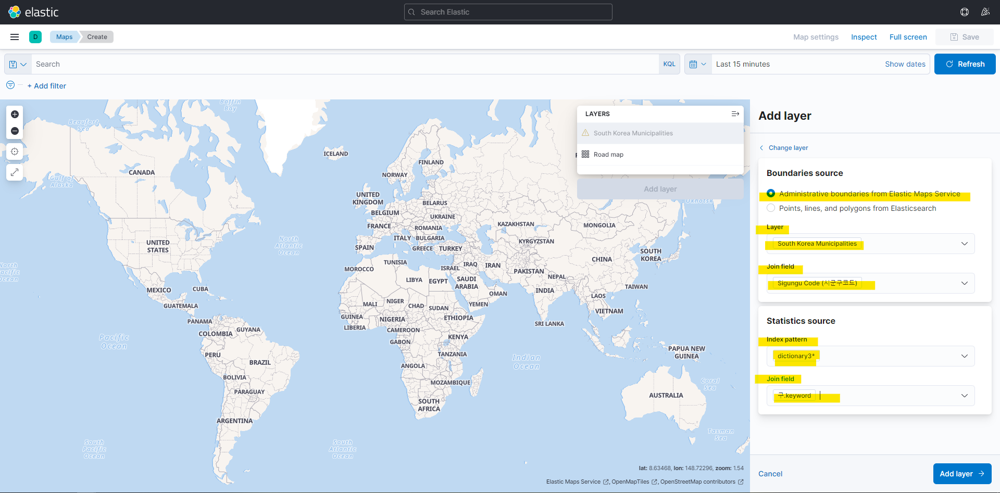 elastic
Search Elastic
D
Maps
Create
Map settings
Inspect
Full screen
Save
Search
KQL
Last 15 minutes
Show dates
Refresh
+ Add filter
Baffin
Bay
Beaufort
Sea
Gulf of
Alaska
CANADA
ICELAND
FINLAND
NORWAY
UNITED
KINGDOM
BELARUS
BELGIUM
UKRAINE
FRANCE
ROMANIA
KAZAKHSTAN
MONGOLIA
ITALY
BULGARIA
KYRGYZSTAN
SPAIN
GREECE
TURKEY
UNITED
STATES
North
Atlantic
Ocean
SOUTH
KOREA
CHINA
TUNISIA
MOROCCO
ISRAEL
IRAQ
IRAN
PAKISTAN
NEPAL
LIBYA
EGYPT
SAUDI
ARABIA
TAIWAN
MEXICO
CUBA
OMAN
INDIA
LAOS
MALI
NIGER
CHAD
SUDAN
YEMEN
GUATEMALA
VIETNAM
GUINEA
NIGERIA
ETHIOPIA
PANAMA
LIBERIA
CAMEROON
SRI LANKA
COLOMBIA
GUYANA
GABON
KENYA
Pacific
Ocean
PERU
BRAZIL
TANZANIA
PAPUA NEW
GUINEA
Indian
Ocean
ANGOLA
BOLIVIA
MOZAMBIQUE
Coral
Sea
PARAGUAY
AUSTRALIA
SOUTH
AFRICA
ARGENTINA
Tasman
Sea
South
Pacific
Ocean
South
Atlantic
Ocean
LAYERS
South Korea Municipalities
Road map
Add layer
Okhotsk
lat: 8.63468, lon: 148.72296, zoom: 1.54
Elastic Maps Service, OpenMapTiles, OpenStreetMap contributors
Add layer
Change layer
Boundaries source
Administrative boundaries from Elastic Maps Service
Points, lines, and polygons from Elasticsearch
Layer
South Korea Municipalities
Join field
Sigungu Code (시군구코드)
Statistics source
Index pattern
dictionary3*
Join field
구.keyword
Cancel
Add layer